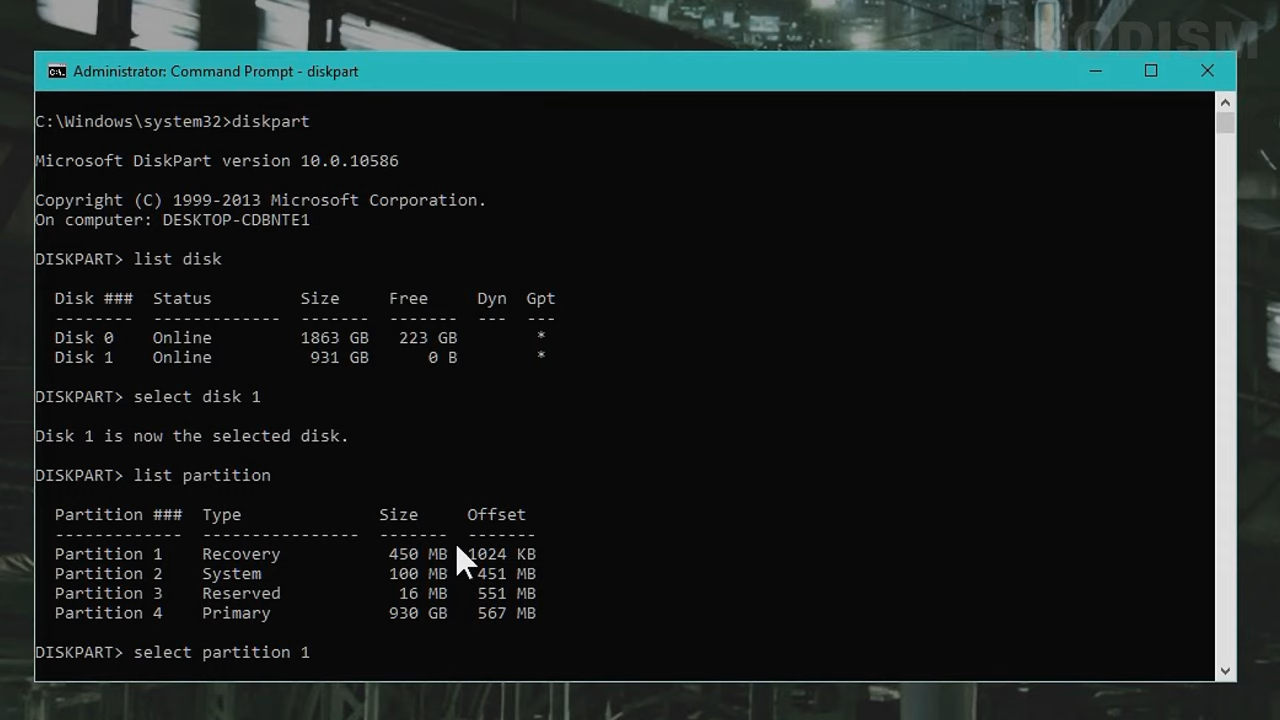 Administrator: Command Prompt - diskpart
C:\Windows\system32>diskpart
Microsoft DiskPart version 10.0.10586
Copyright (C) 1999-2013 Microsoft Corporation.
On computer: DESKTOP-CDBNTE1
DISKPART> list disk
Disk ### Status Size Free Dyn Gpt
-------- ------------- ------- ------- --- ---
Disk 0 Online 1863 GB 223 GB *
Disk 1 Online 931 GB 0 B *
DISKPART> select disk 1
Disk 1 is now the selected disk.
DISKPART> list partition
Partition ### Type Size Offset
------------- ---------------- ------- -------
Partition 1 Recovery 450 MB 1024 KB
Partition 2 System 100 MB 451 MB
Partition 3 Reserved 16 MB 551 MB
Partition 4 Primary 930 GB 567 MB
DISKPART> select partition 1